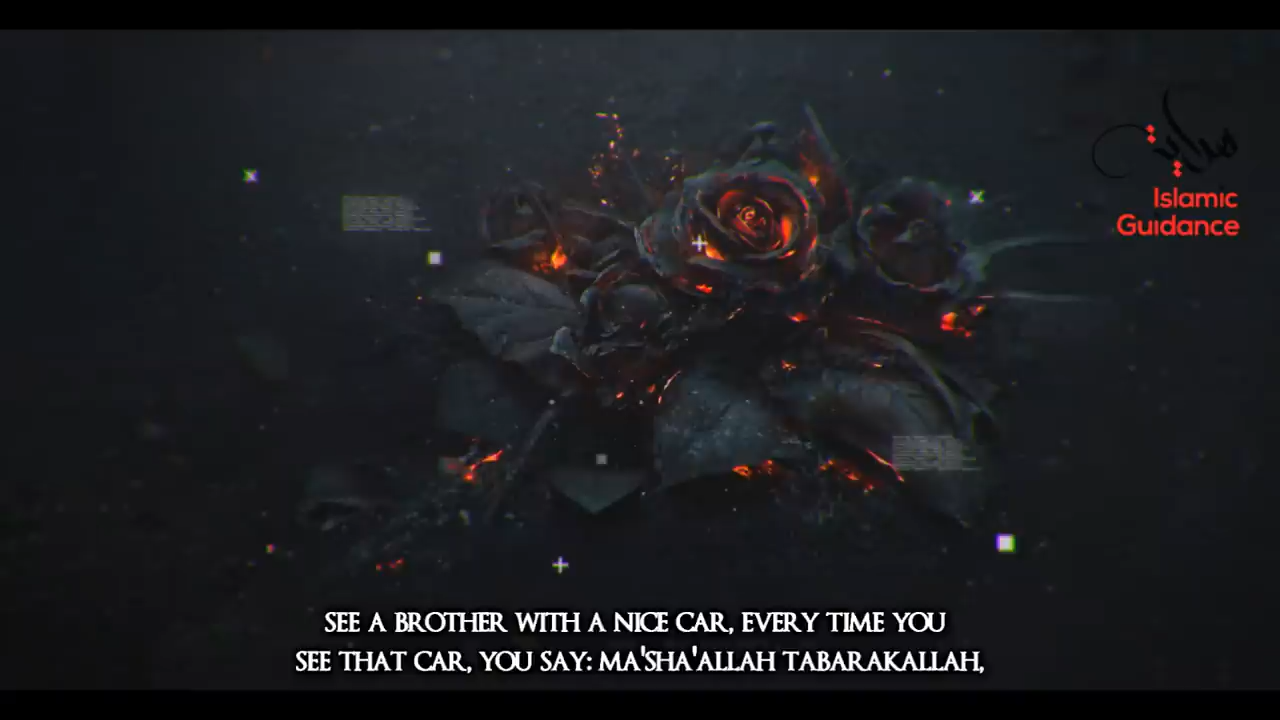 هداية
Islamic
Guidance
SEE A BROTHER WITH A NICE CAR, EVERY TIME YOU
SEE THAT CAR, YOU SAY: MA'SHA'ALLAH TABARAKALLAH,